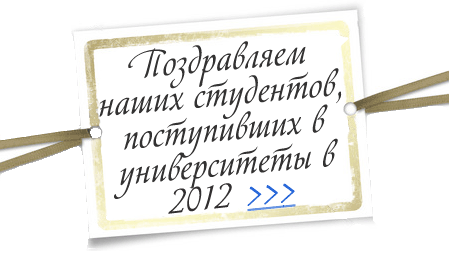 Поздравляем
наших студентов,
поступивших в
университеты в
2012 >>>